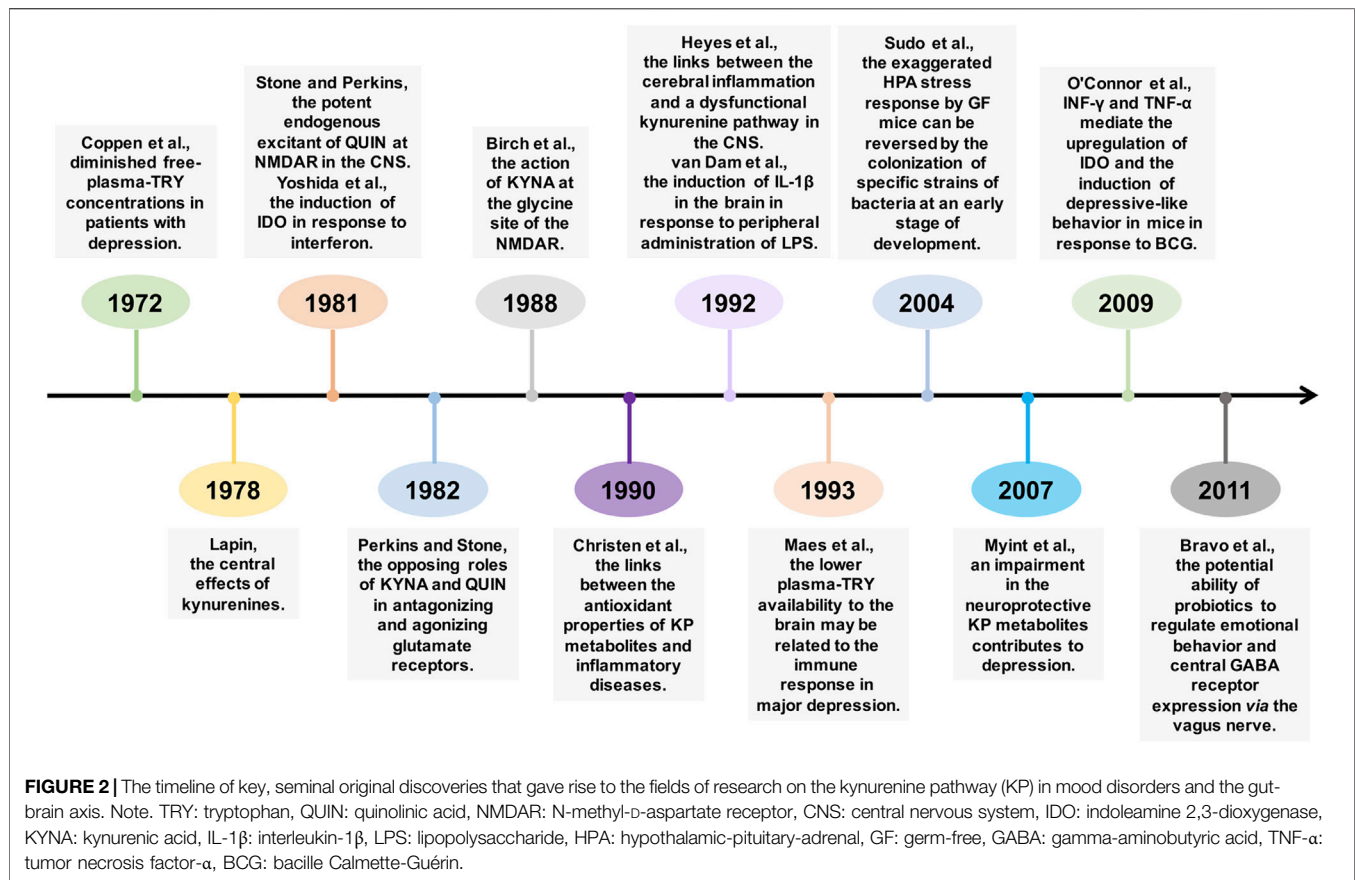 Coppen et al.,
diminished free-
plasma-TRY
concentrations in
patients with
depression.
1972
Lapin,
the central
effects of
kynurenines.
1978
Stone and Perkins,
the potent
endogenous
excitant of QUIN at
NMDAR in the CNS.
Yoshida et al.,
the induction of
IDO in response to
interferon.
1981
Perkins and Stone,
the opposing roles
of KYNA and QUIN
in antagonizing
and agonizing
glutamate
receptors.
1982
Birch et al.,
the action
of KYNA at
the glycine
site of the
NMDAR.
1988
Christen et al.,
the links
between the
antioxidant
properties of KP
metabolites and
inflammatory
diseases.
1990
Heyes et al.,
the links between the
cerebral inflammation
and a dysfunctional
kynurenine pathway in
the CNS.
van Dam et al.,
the induction of IL-1β
in the brain in
response to peripheral
administration of LPS.
1992
Maes et al.,
the lower
plasma-TRY
availability to the
brain may be
related to the
immune
response in
major depression.
1993
Sudo et al.,
the exaggerated
HPA stress
response by GF
mice can be
reversed by the
colonization of
specific strains of
bacteria at an early
stage of
development.
2004
Myint et al.,
an impairment
in the
neuroprotective
KP metabolites
contributes to
depression.
2007
O'Connor et al.,
INF-γ and TNF-α
mediate the
upregulation of
IDO and the
induction of
depressive-like
behavior in mice in
response to BCG.
2009
Bravo et al.,
the potential
ability of
probiotics to
regulate emotional
behavior and
central GABA
receptor
expression via the
vagus nerve.
2011
FIGURE 2 | The timeline of key, seminal original discoveries that gave rise to the fields of research on the kynurenine pathway (KP) in mood disorders and the gut-
brain axis. Note. TRY: tryptophan, QUIN: quinolinic acid, NMDAR: N-methyl-D-aspartate receptor, CNS: central nervous system, IDO: indoleamine 2,3-dioxygenase,
KYNA: kynurenic acid, IL-1β: interleukin-1β, LPS: lipopolysaccharide, HPA: hypothalamic-pituitary-adrenal, GF: germ-free, GABA: gamma-aminobutyric acid, TNF-α:
tumor necrosis factor-α, BCG: bacille Calmette-Guérin.